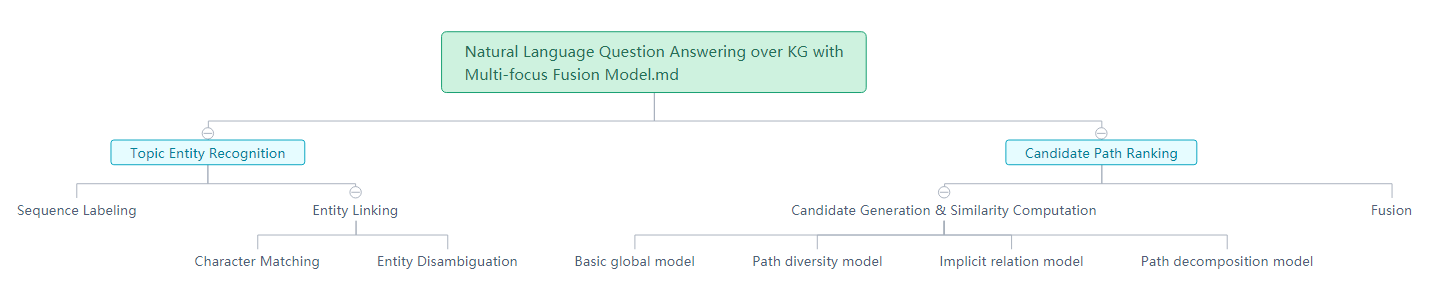 Natural Language Question Answering over KG with
Multi-focus Fusion Model.md
Topic Entity Recognition
Candidate Path Ranking
Sequence Labeling
Entity Linking
Candidate Generation & Similarity Computation
Fusion
Character Matching
Entity Disambiguation
Basic global model
Path diversity model
Implicit relation model
Path decomposition model